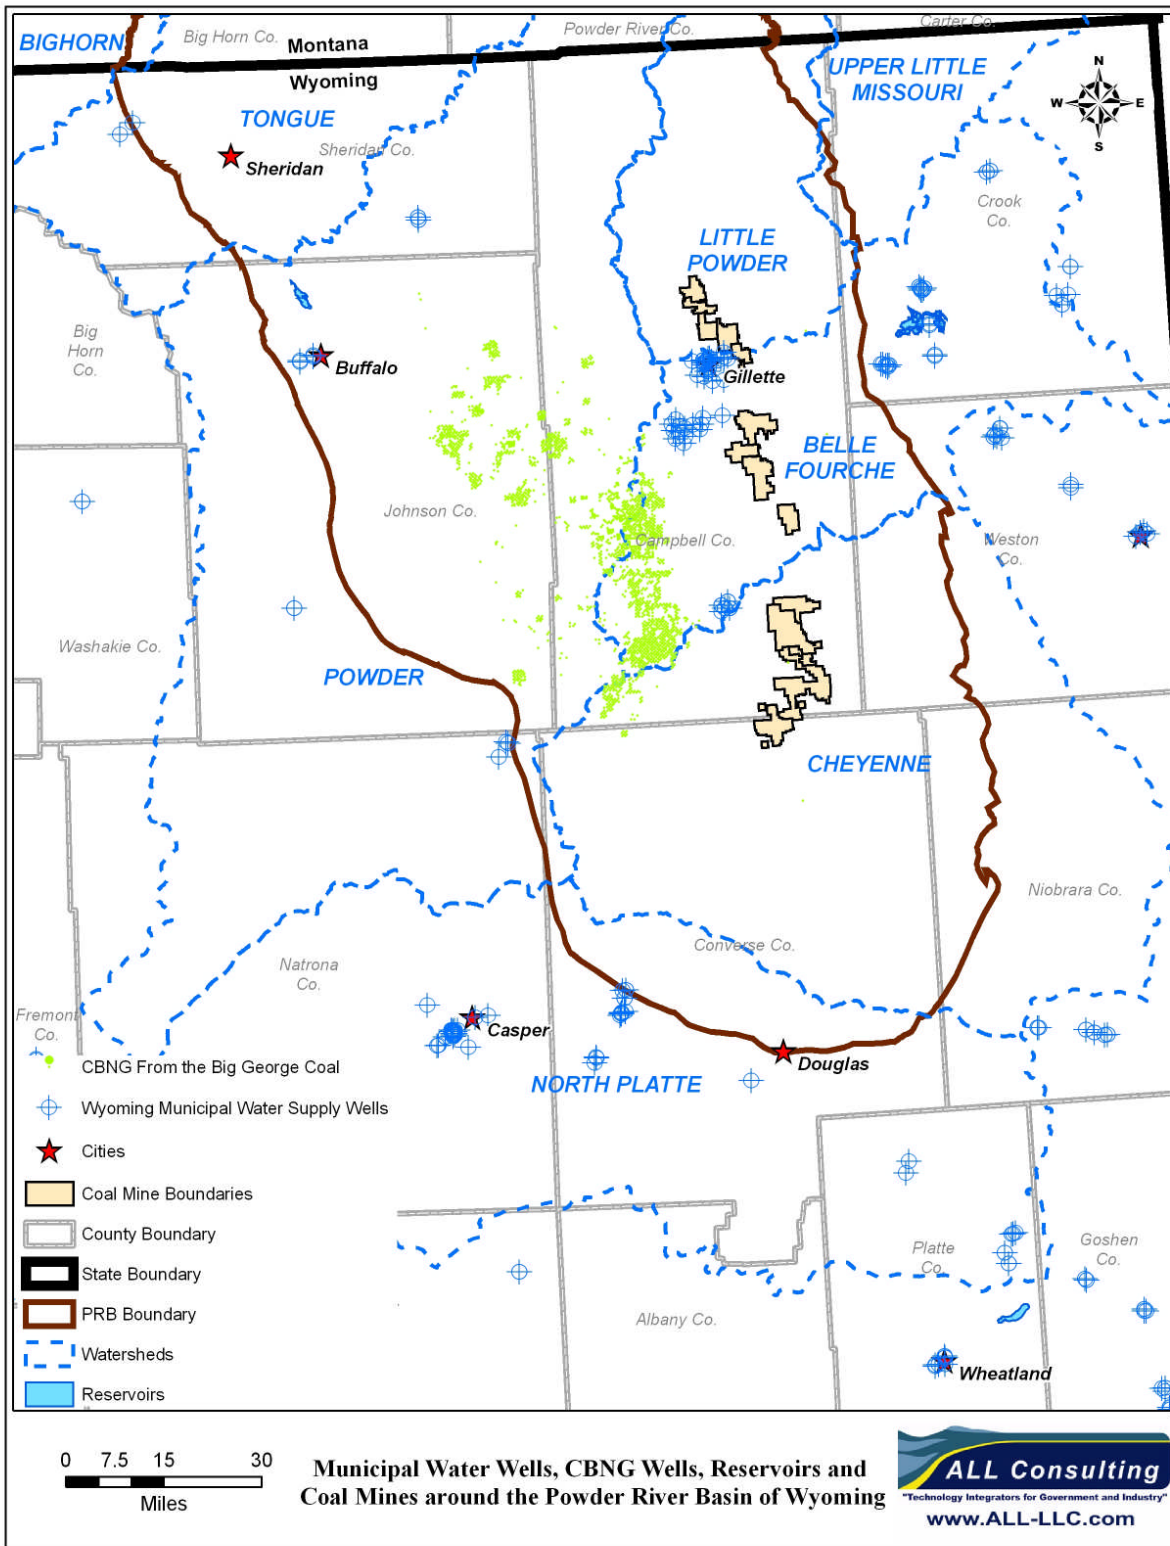 BIGHORN
Big Horn Co.
Montana
Powder River Co.
Carter Co.
Wyoming
UPPER LITTLE
MISSOURI
N
W
E
S
TONGUE
Sheridan Co.
Sheridan
Crook
Co.
LITTLE
POWDER
Big
Horn
Co.
Buffalo
Gillette
BELLE
FOURCHE
Johnson Co.
Campbell Co.
Weston
Co.
Washakie Co.
POWDER
CHEYENNE
Niobrara Co.
Converse Co.
Natrona
Co.
Fremont
Co.
Casper
Douglas
NORTH PLATTE
CBNG From the Big George Coal
Wyoming Municipal Water Supply Wells
Cities
Coal Mine Boundaries
County Boundary
State Boundary
PRB Boundary
Watersheds
Reservoirs
Platte
Co.
Goshen
Co.
Albany Co.
Wheatland
0 7.5 15 30
Miles
Municipal Water Wells, CBNG Wells, Reservoirs and
Coal Mines around the Powder River Basin of Wyoming
ALL Consulting
"Technology Integrators for Government and Industry"
www.ALL-LLC.com